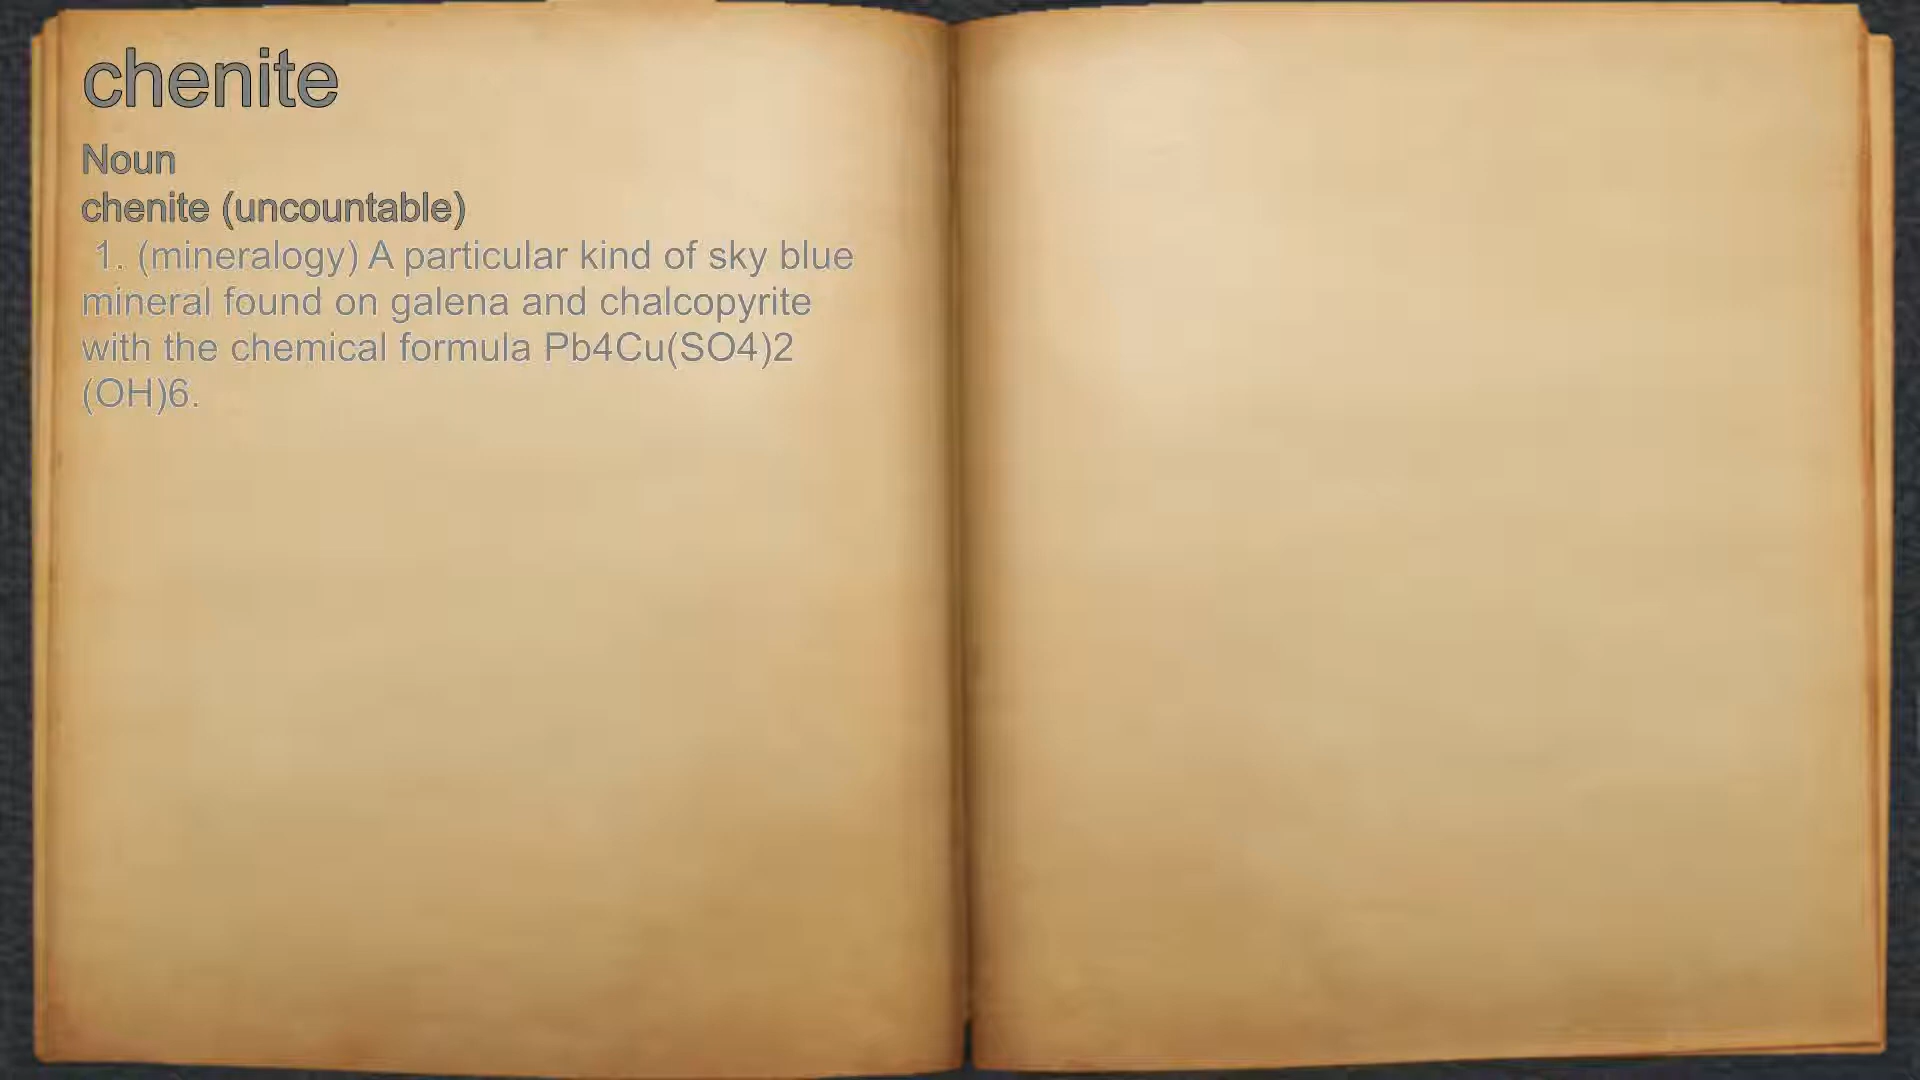 chenite
Noun
chenite (uncountable)
1. (mineralogy) A particular kind of sky blue
mineral found on galena and chalcopyrite
with the chemical formula Pb4Cu(SO4)2
(OH)6.